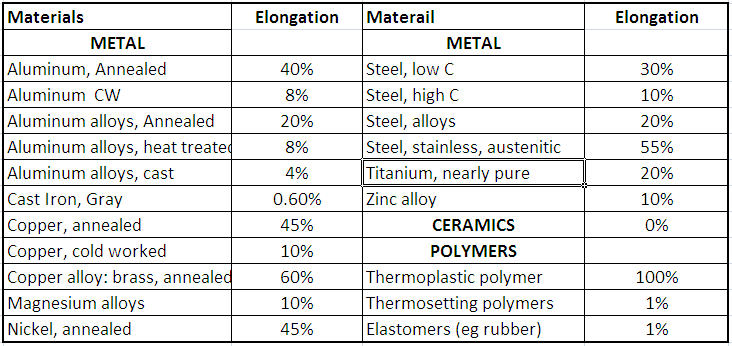 Materials Elongation Materail Elongation
METAL METAL
Aluminum, Annealed 40% Steel, low C 30%
Aluminum  CW 8% Steel, high C 10%
Aluminum alloys, Annealed 20% Steel, alloys 20%
Aluminum alloys, heat treated 8% Steel, stainless, austenitic 55%
Aluminum alloys, cast 4% Titanium, nearly pure 20%
Cast Iron, Gray 0.60% Zinc alloy 10%
Copper, annealed 45% CERAMICS 0%
Copper, cold worked 10% POLYMERS
Copper alloy: brass, annealed 60% Thermoplastic polymer 100%
Magnesium alloys 10% Thermosetting polymers 1%
Nickel, annealed 45% Elastomers (eg rubber) 1%